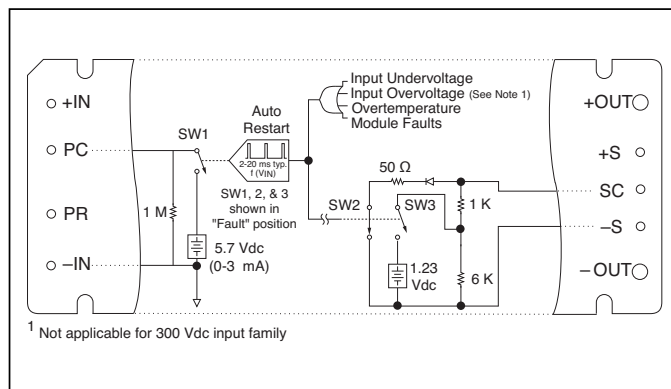 +IN
PC
PR
–IN
1 M
SW1
5.7 Vdc
(0-3 mA)
Auto
Restart
2-20 ms typ.
f (VIN)
SW1, 2, & 3
shown in
"Fault" position
Input Undervoltage
Input Overvoltage (See Note 1)
Overtemperature
Module Faults
50 Ω
SW2
SW3
1 K
1.23
Vdc
6 K
+OUT
+S
SC
–S
–OUT
1 Not applicable for 300 Vdc input family